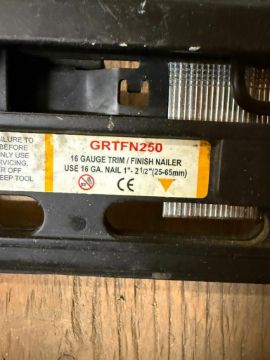 GRTFN250
16 GAUGE TRIM / FINISH NAILER
USE 16 GA. NAIL 1"- 2 1/2"(25-65mm)
CE
AILURE TO
BEFORE
ONLY USE
RVICING,
R OFF
EEP TOOL